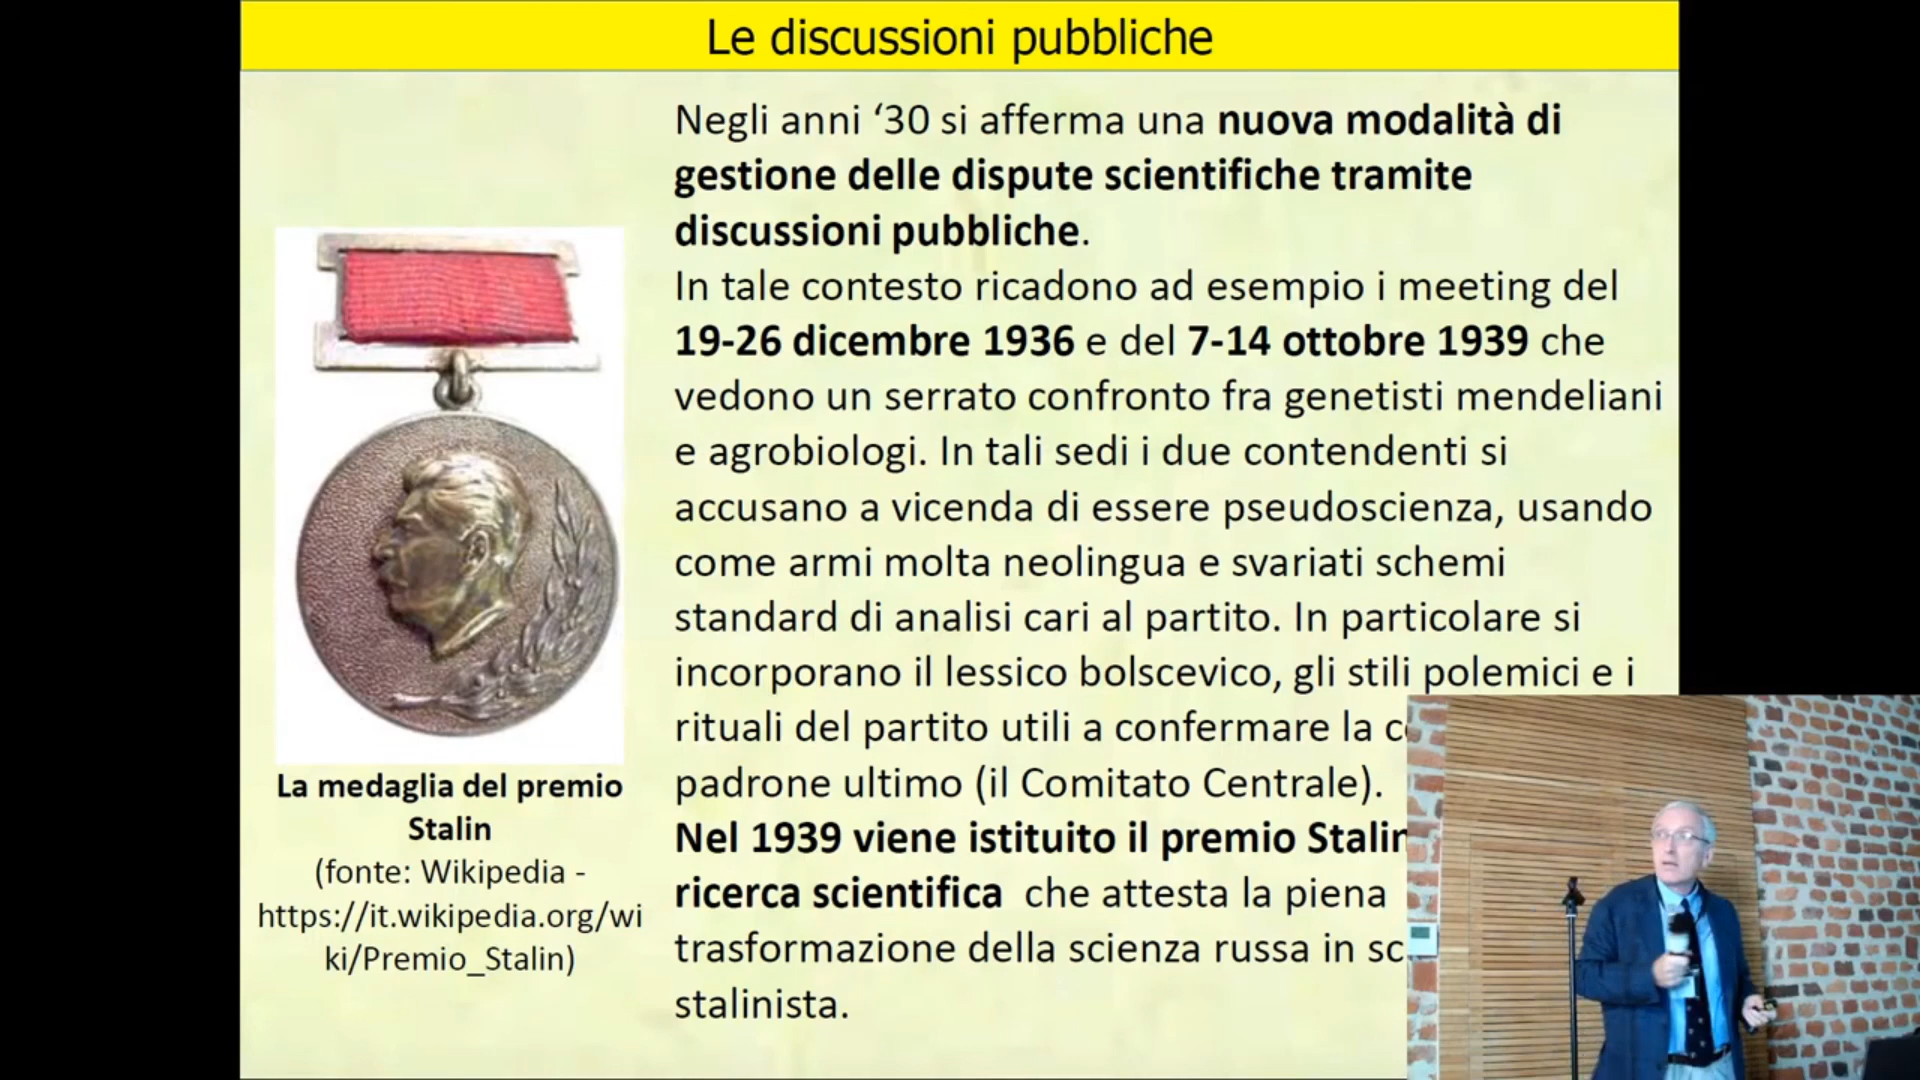 Le discussioni pubbliche
Negli anni ‘30 si afferma una nuova modalità di
gestione delle dispute scientifiche tramite
discussioni pubbliche.
In tale contesto ricadono ad esempio i meeting del
19-26 dicembre 1936 e del 7-14 ottobre 1939 che
vedono un serrato confronto fra genetisti mendeliani
e agrobiologi. In tali sedi i due contendenti si
accusano a vicenda di essere pseudoscienza, usando
come armi molta neolingua e svariati schemi
standard di analisi cari al partito. In particolare si
incorporano il lessico bolscevico, gli stili polemici e i
rituali del partito utili a confermare la
padrone ultimo (il Comitato Centrale).
Nel 1939 viene istituito il premio Stalin
ricerca scientifica che attesta la piena
trasformazione della scienza russa in
stalinista.
La medaglia del premio
Stalin
(fonte: Wikipedia -
https://it.wikipedia.org/wi
ki/Premio_Stalin)